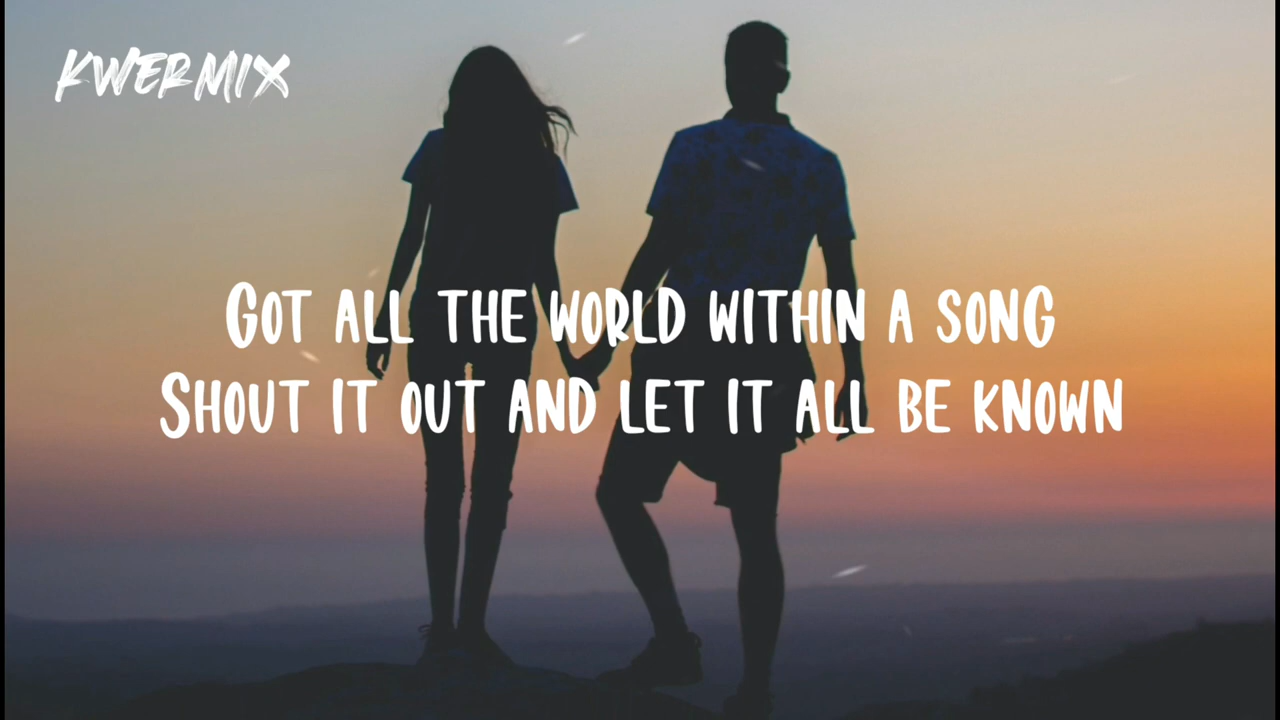 KWERMIX
GOT ALL THE WORLD WITHIN A SONG
SHOUT IT OUT AND LET IT ALL BE KNOWN